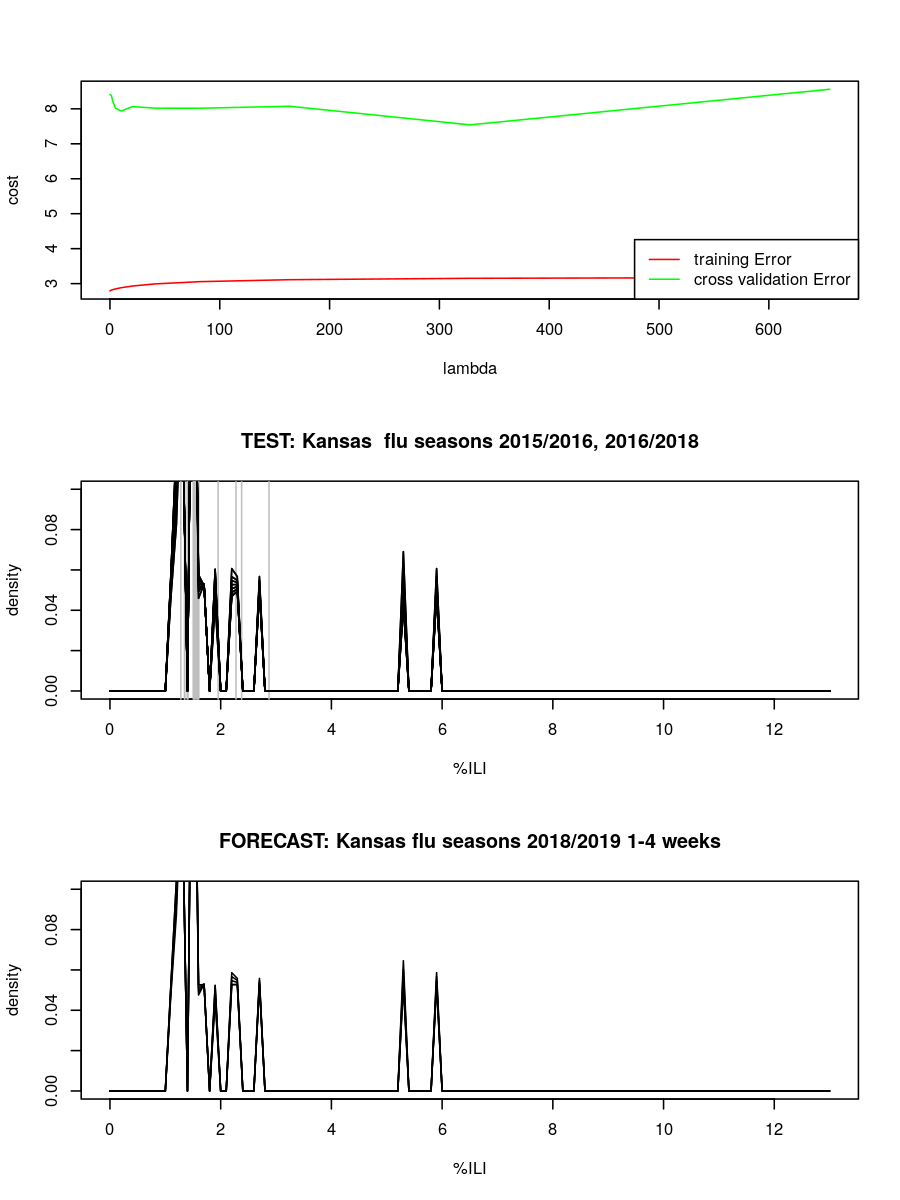 8
7
6
5
4
3
cost
training Error
cross validation Error
0 100 200 300 400 500 600
lambda
TEST: Kansas  flu seasons 2015/2016, 2016/2018
0.08
0.04
0.00
density
0 2 4 6 8 10 12
%ILI
FORECAST: Kansas flu seasons 2018/2019 1-4 weeks
0.08
0.04
0.00
density
0 2 4 6 8 10 12
%ILI